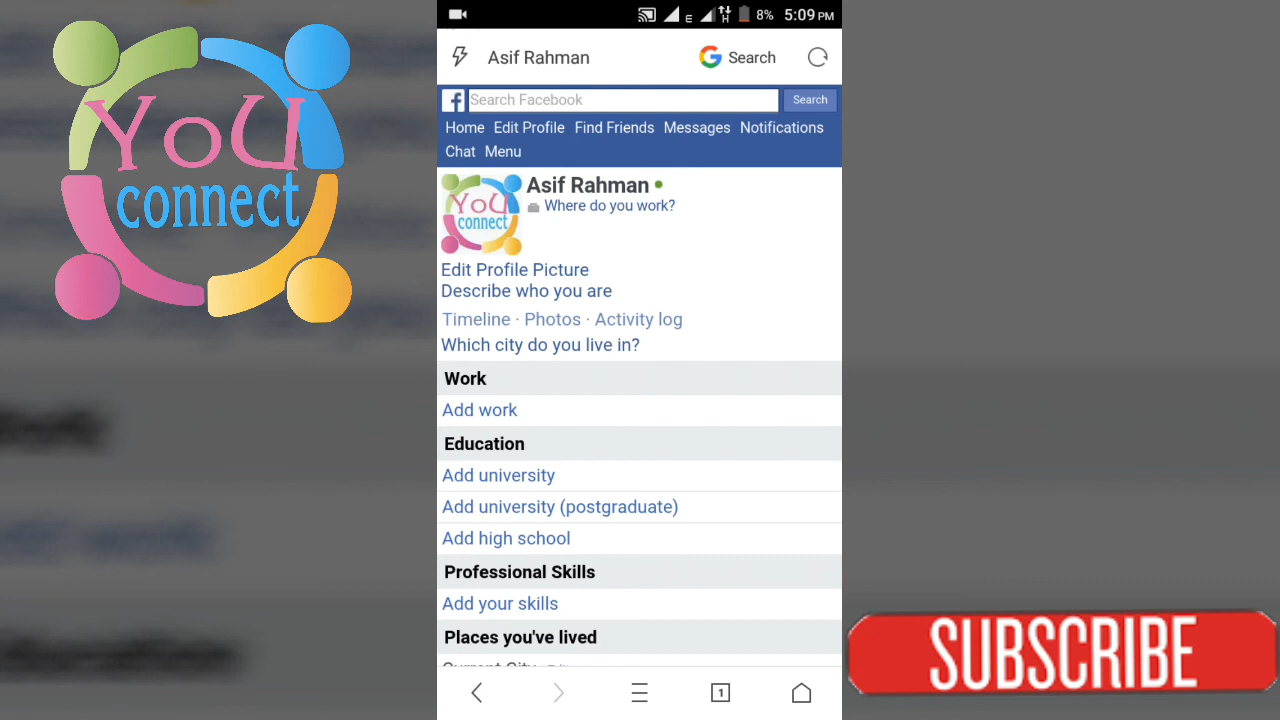 YoU
connect
8% 5:09 PM
Asif Rahman
Search
Search Facebook
Search
Home Edit Profile Find Friends Messages Notifications
Chat Menu
YoU
connect
Asif Rahman
Where do you work?
Edit Profile Picture
Describe who you are
Timeline · Photos · Activity log
Which city do you live in?
Work
Add work
Education
Add university
Add university (postgraduate)
Add high school
Professional Skills
Add your skills
Places you've lived
Current City
1
SUBSCRIBE